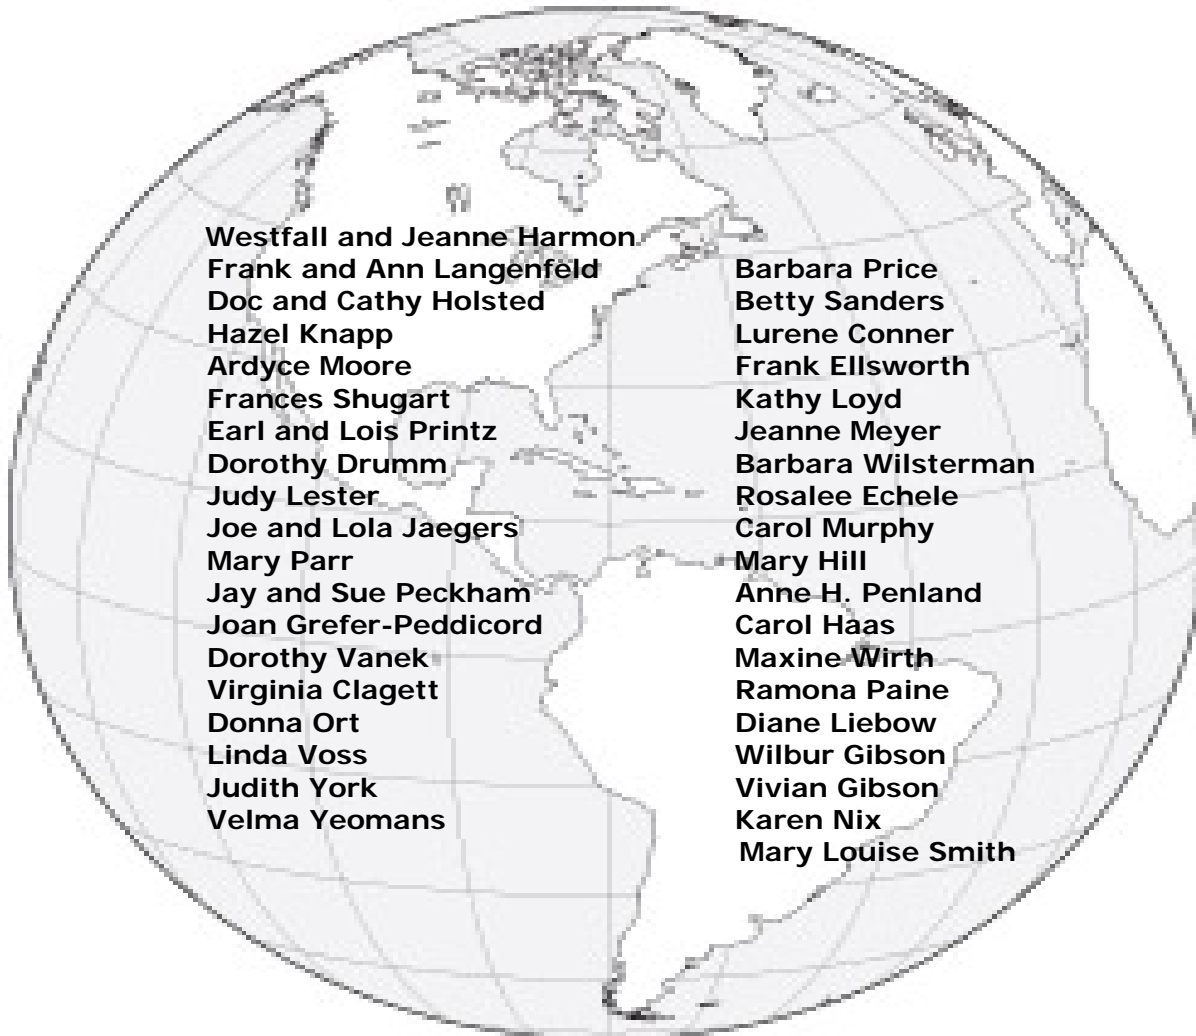 Westfall and Jeanne Harmon
Frank and Ann Langenfeld
Doc and Cathy Holsted
Hazel Knapp
Ardyce Moore
Frances Shugart
Earl and Lois Printz
Dorothy Drumm
Judy Lester
Joe and Lola Jaegers
Mary Parr
Jay and Sue Peckham
Joan Grefer-Peddicord
Dorothy Vanek
Virginia Clagett
Donna Ort
Linda Voss
Judith York
Velma Yeomans
Barbara Price
Betty Sanders
Lurene Conner
Frank Ellsworth
Kathy Loyd
Jeanne Meyer
Barbara Wilsterman
Rosalee Echele
Carol Murphy
Mary Hill
Anne H. Penland
Carol Haas
Maxine Wirth
Ramona Paine
Diane Liebow
Wilbur Gibson
Vivian Gibson
Karen Nix
Mary Louise Smith